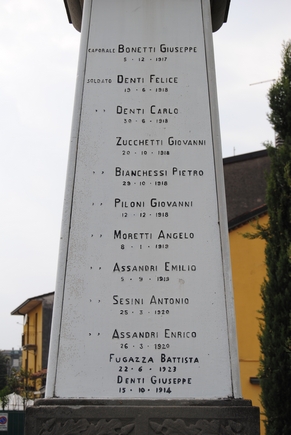 CAPORALE BONETTI GIUSEPPE
5 - 12 - 1917
SOLDATO DENTI FELICE
15 - 6 - 1918
" DENTI CARLO
30 - 6 - 1918
ZUCCHETTI GIOVANNI
20 - 10 - 1918
" BIANCHESSI PIETRO
29 - 10 - 1918
" PILONI GIOVANNI
12 - 12 - 1918
" MORETTI ANGELO
8 - 1 - 1919
" ASSANDRI EMILIO
5 - 9 - 1919
" SESINI ANTONIO
25 - 3 - 1920
" ASSANDRI ENRICO
26 - 3 - 1920
FUGAZZA BATTISTA
22 - 6 - 1923
DENTI GIUSEPPE
15 - 10 - 1914